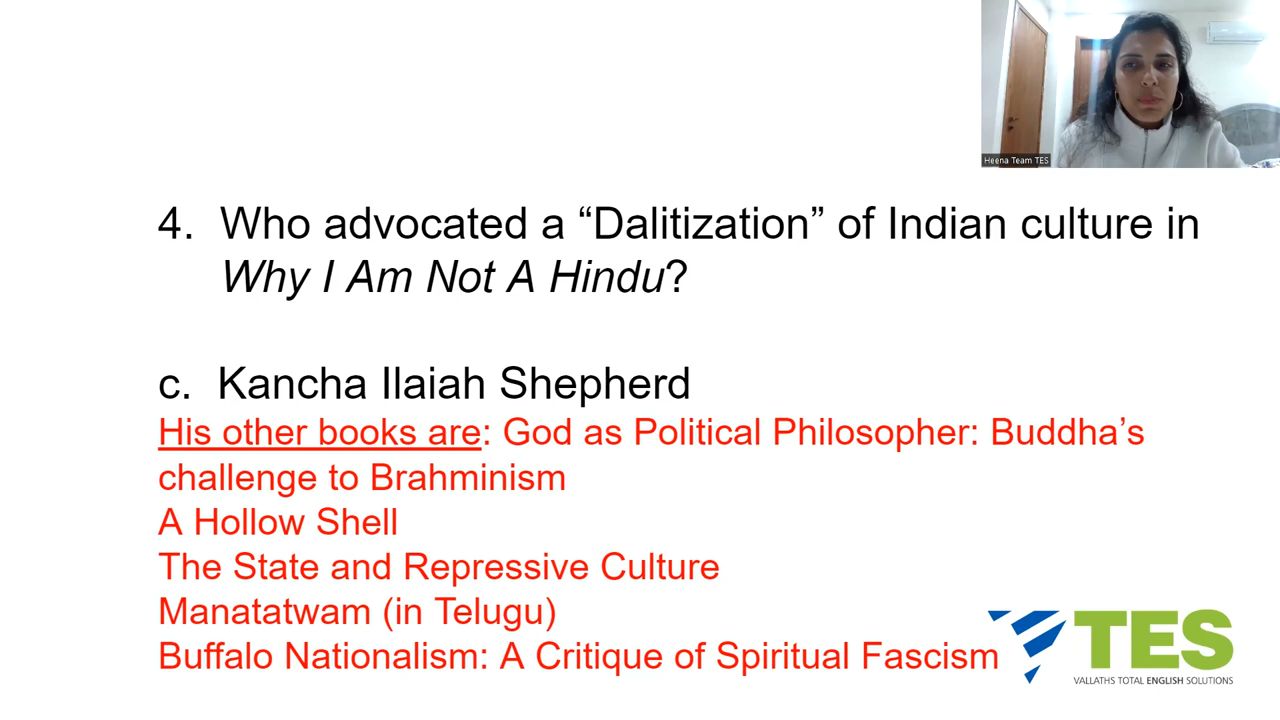 Heena Team TES
4. Who advocated a “Dalitization” of Indian culture in
Why I Am Not A Hindu?
c. Kancha Ilaiah Shepherd
His other books are: God as Political Philosopher: Buddha’s
challenge to Brahminism
A Hollow Shell
The State and Repressive Culture
Manatatwam (in Telugu)
Buffalo Nationalism: A Critique of Spiritual Fascism
TES
VALLATHS TOTAL ENGLISH SOLUTIONS